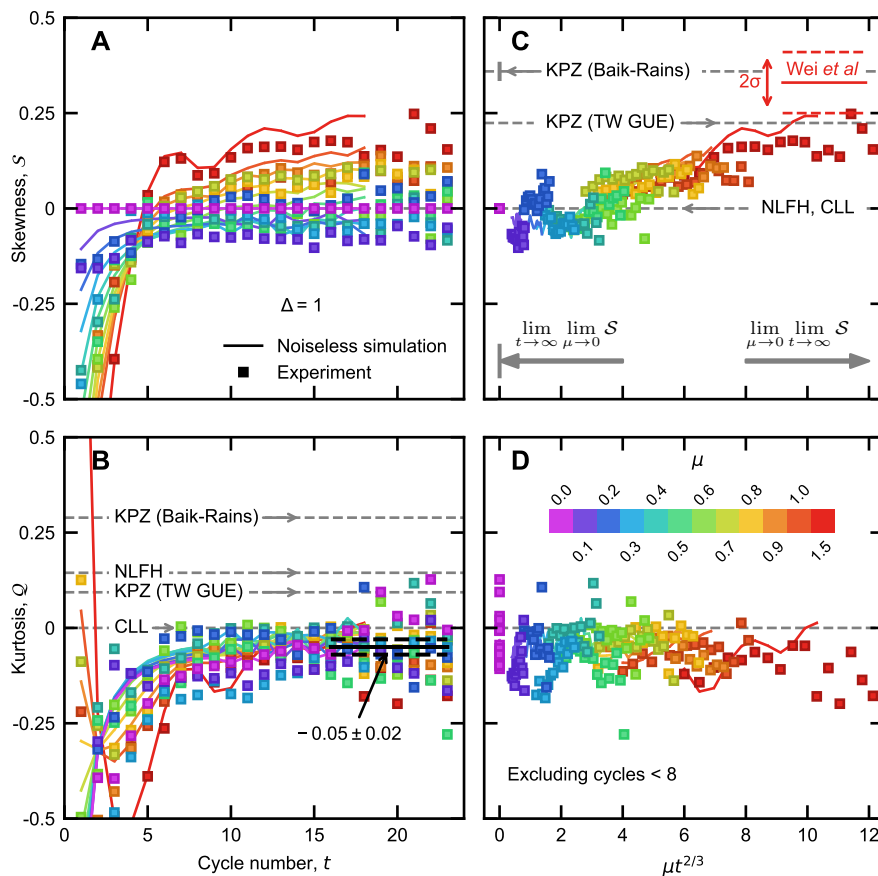 A
0.5
0.25
0
-0.25
-0.5
Skewness, 𝒮
Δ = 1
Noiseless simulation
Experiment
C
KPZ (Baik-Rains)
2σ
Wei et al
KPZ (TW GUE)
NLFH, CLL
lim lim 𝒮
t→∞ μ→0
lim lim 𝒮
μ→0 t→∞
B
0.5
0.25
0
-0.25
-0.5
Kurtosis, 𝒬
KPZ (Baik-Rains)
NLFH
KPZ (TW GUE)
CLL
−0.05 ± 0.02
0 5 10 15 20
Cycle number, t
D
μ
0.0 0.2 0.4 0.6 0.8 1.0
0.1 0.3 0.5 0.7 0.9 1.5
Excluding cycles < 8
0 2 4 6 8 10 12
μt^{2/3}